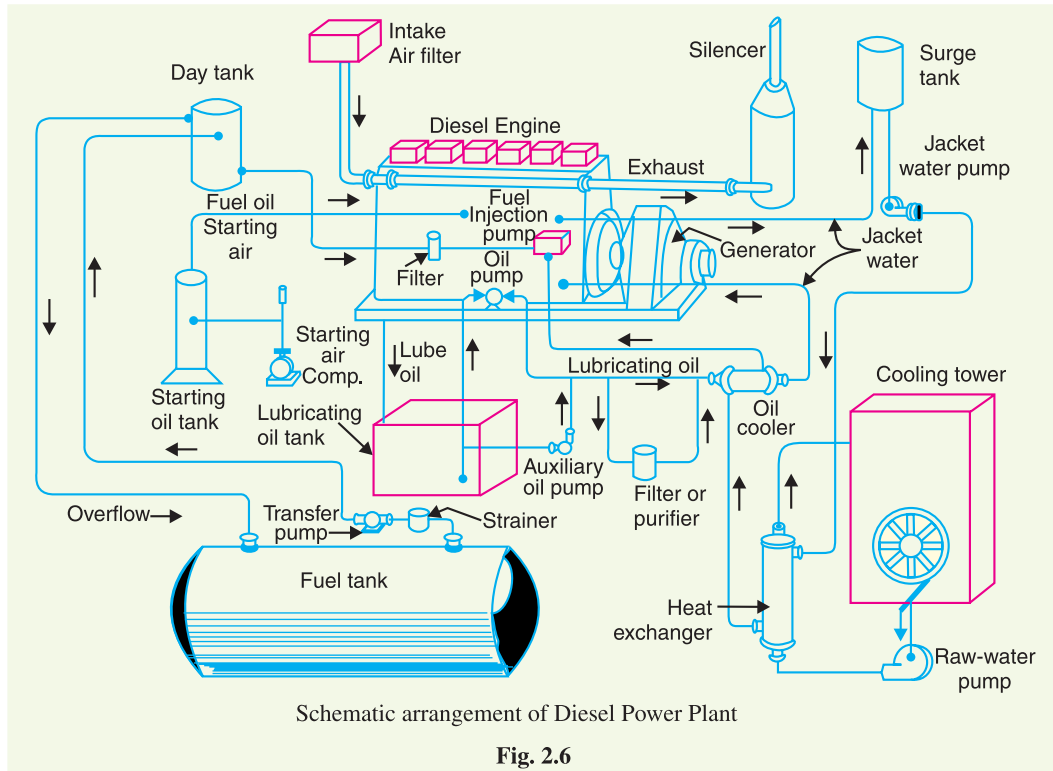 Intake
Air filter
Silencer
Surge
tank
Day tank
Diesel Engine
Jacket
water pump
Exhaust
Fuel oil
Starting
air
Fuel
Injection
pump
Generator
Jacket
water
Filter
Oil
pump
Starting
air
Comp.
Lube
oil
Lubricating oil
Starting
oil tank
Lubricating
oil tank
Oil
cooler
Cooling tower
Auxiliary
oil pump
Filter or
purifier
Overflow
Transfer
pump
Strainer
Fuel tank
Heat
exchanger
Raw-water
pump
Schematic arrangement of Diesel Power Plant
Fig. 2.6